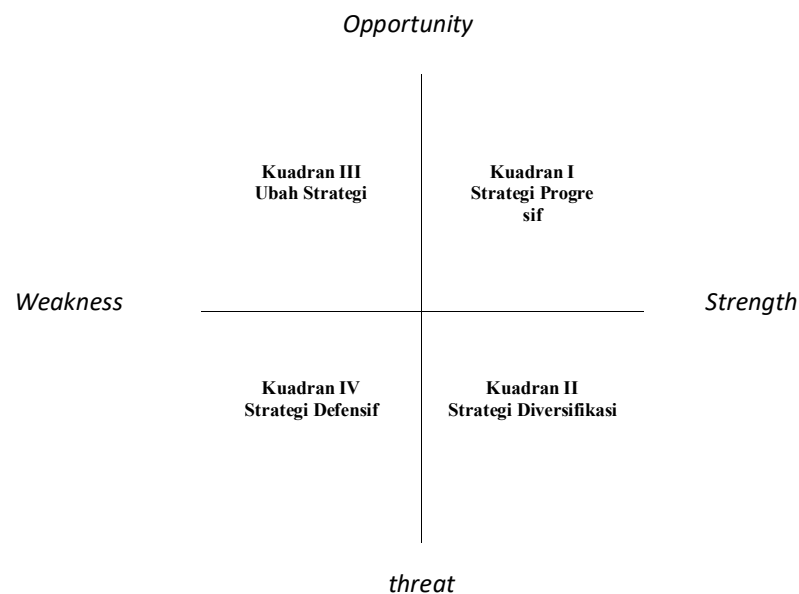 Opportunity
Kuadran III
Ubah Strategi
Kuadran I
Strategi Progre
sif
Weakness
Strength
Kuadran IV
Strategi Defensif
Kuadran II
Strategi Diversifikasi
threat